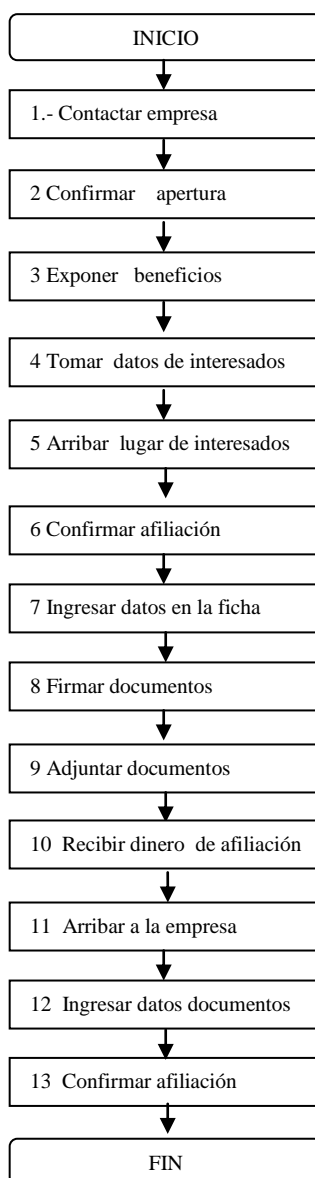 INICIO
1.- Contactar empresa
2 Confirmar apertura
3 Exponer beneficios
4 Tomar datos de interesados
5 Arribar lugar de interesados
6 Confirmar afiliación
7 Ingresar datos en la ficha
8 Firmar documentos
9 Adjuntar documentos
10 Recibir dinero de afiliación
11 Arribar a la empresa
12 Ingresar datos documentos
13 Confirmar afiliación
FIN